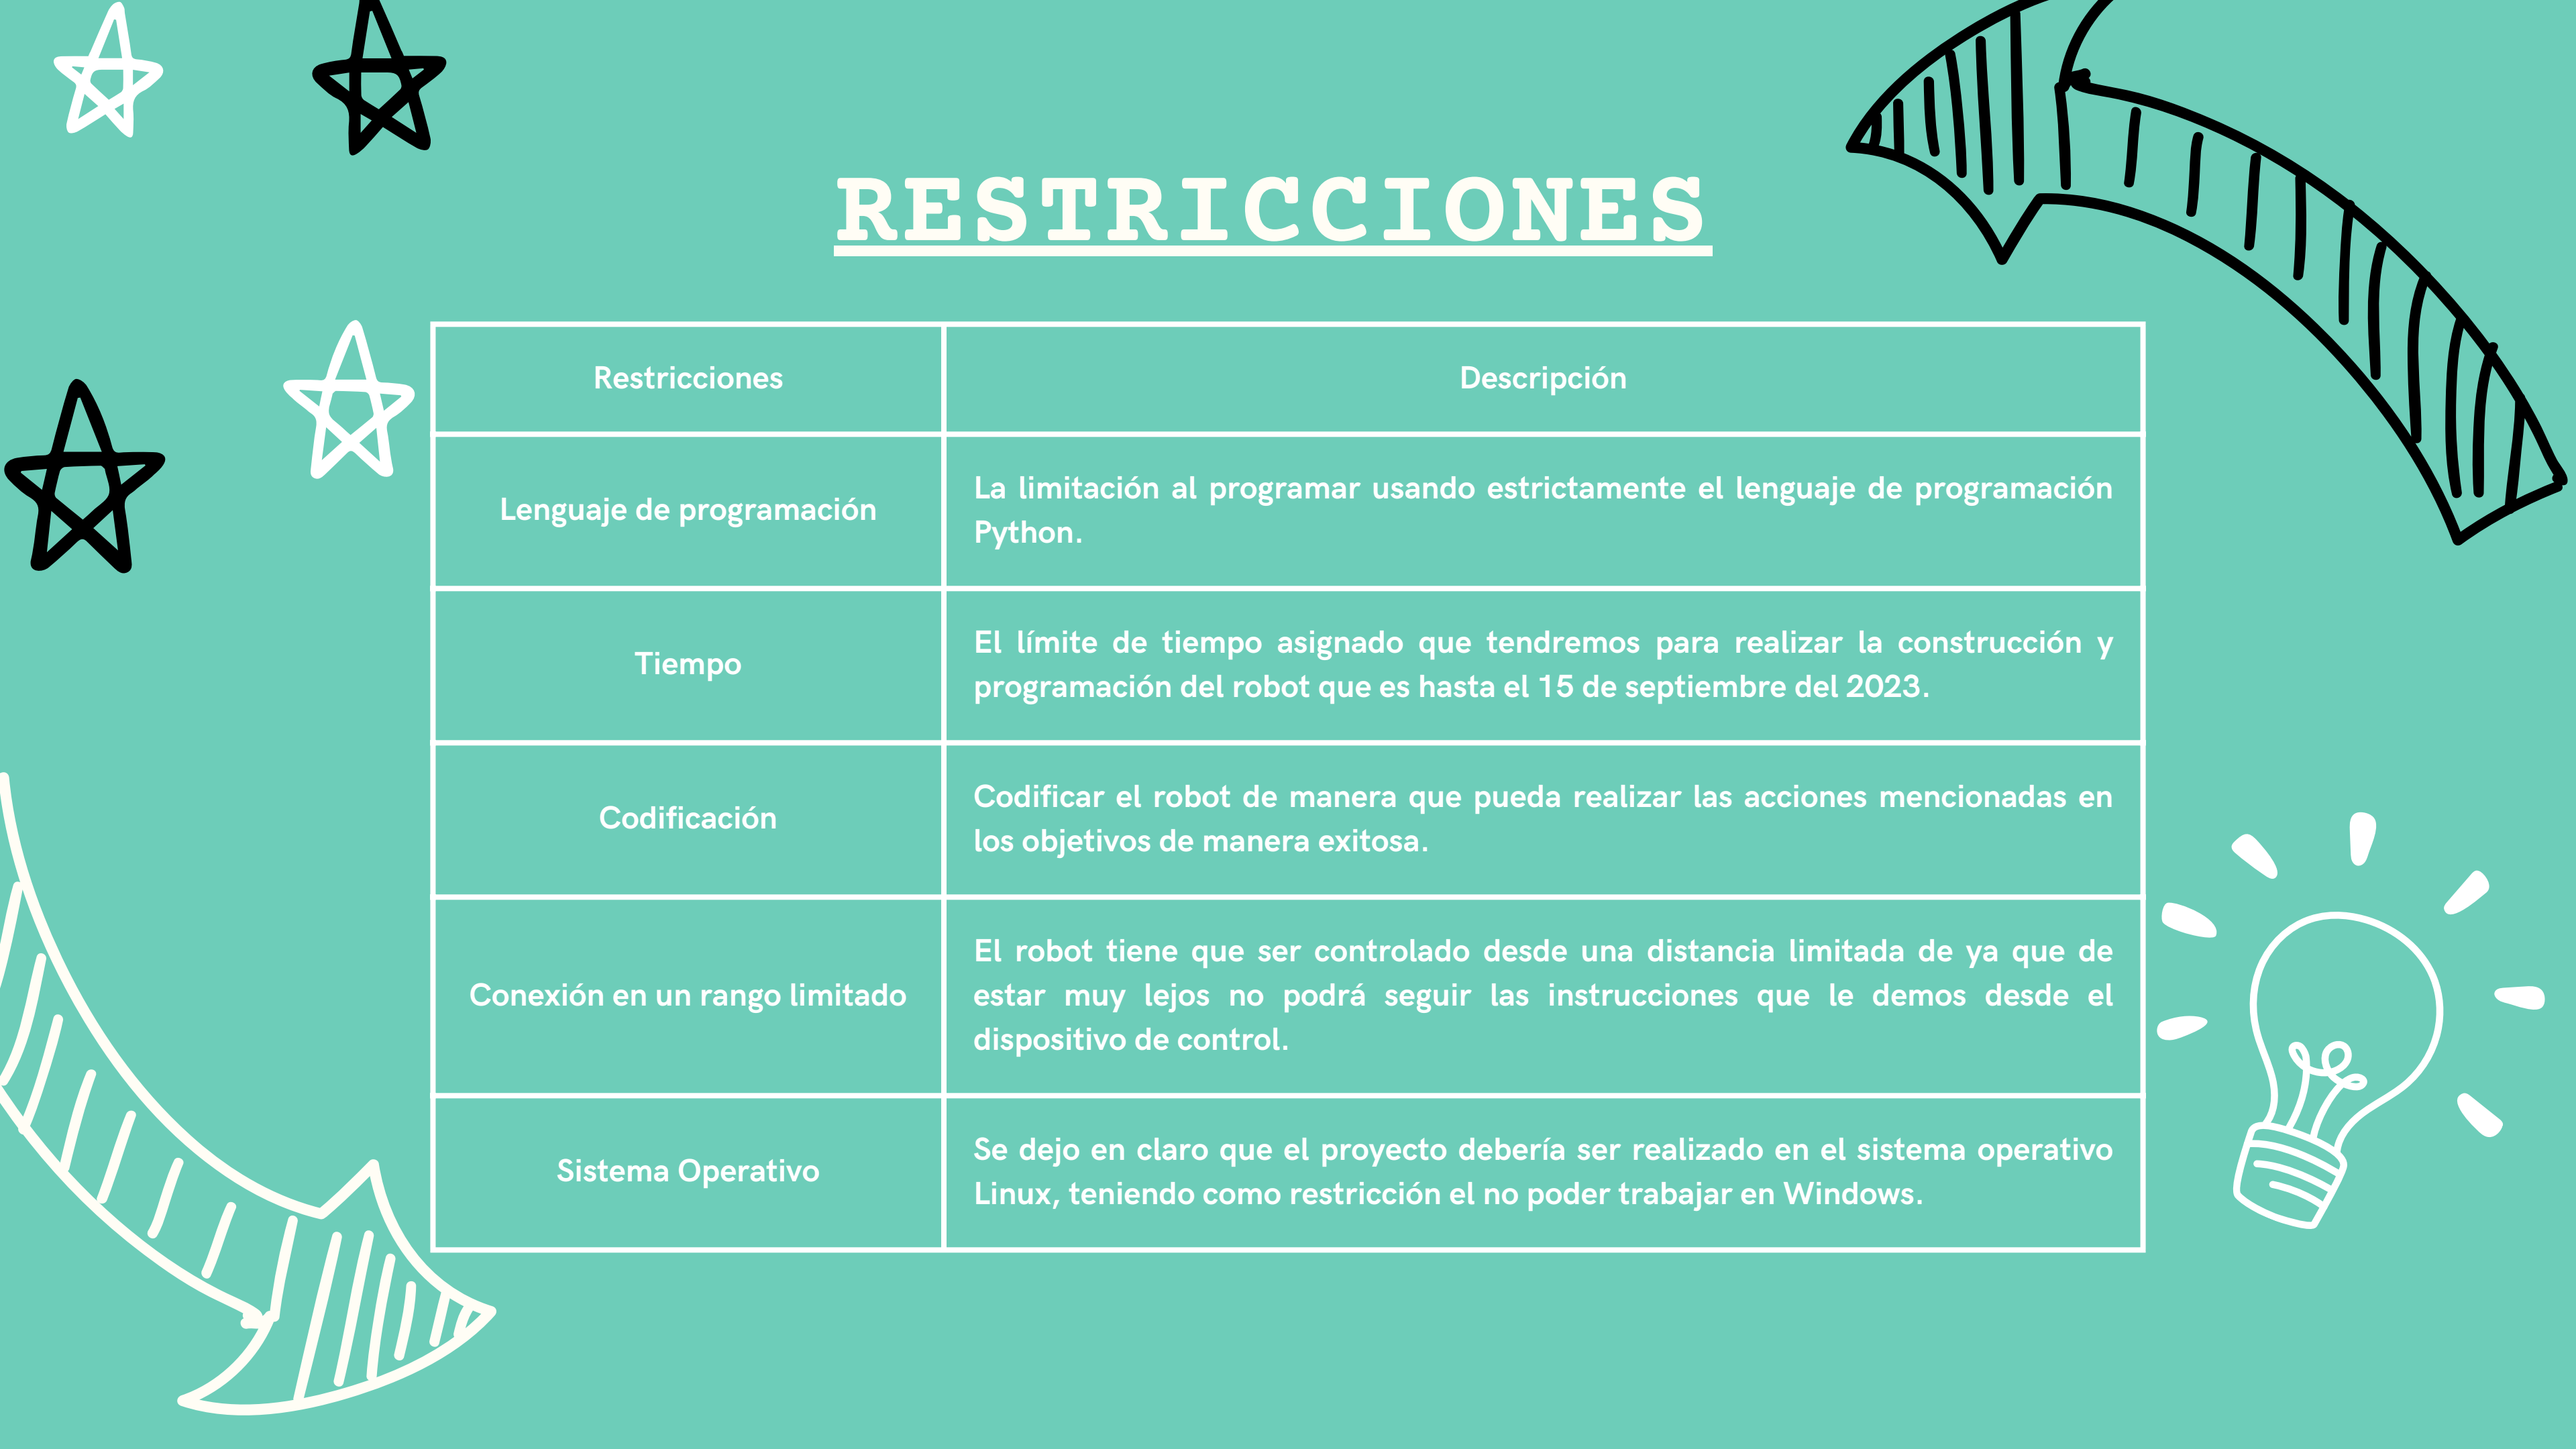 RESTRICCIONES
Restricciones
Descripción
Lenguaje de programación
La limitación al programar usando estrictamente el lenguaje de programación
Python.
Tiempo
El límite de tiempo asignado que tendremos para realizar la construcción y
programación del robot que es hasta el 15 de septiembre del 2023.
Codificación
Codificar el robot de manera que pueda realizar las acciones mencionadas en
los objetivos de manera exitosa.
Conexión en un rango limitado
El robot tiene que ser controlado desde una distancia limitada de ya que de
estar muy lejos no podrá seguir las instrucciones que le demos desde el
dispositivo de control.
Sistema Operativo
Se dejo en claro que el proyecto debería ser realizado en el sistema operativo
Linux, teniendo como restricción el no poder trabajar en Windows.